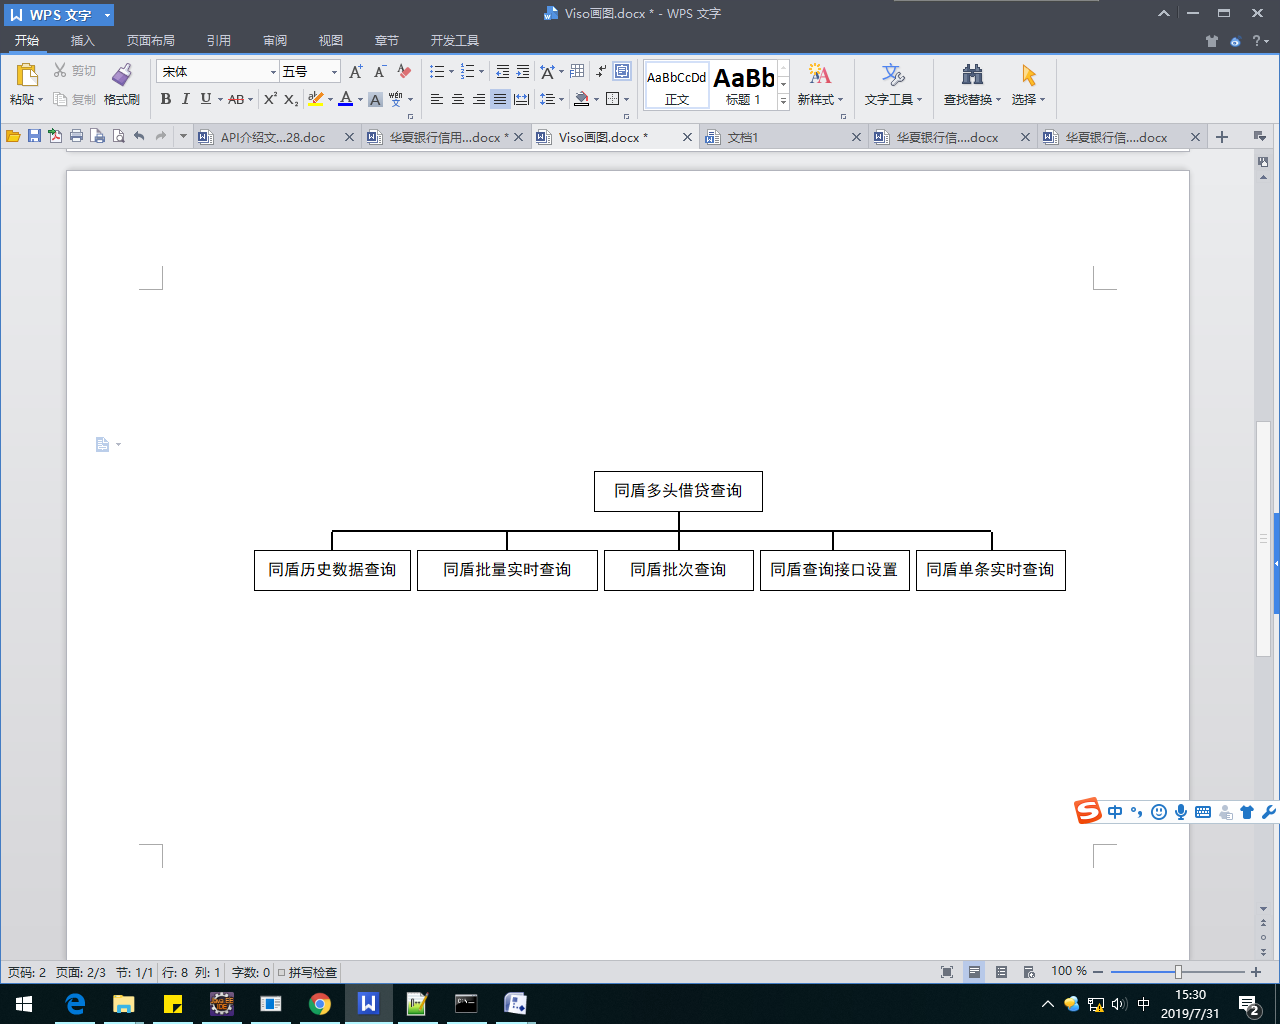 WPS 文字
Viso画图.docx * - WPS 文字
开始 插入 页面布局 引用 审阅 视图 章节 开发工具
剪切 宋体 五号 AaBbCcDd AaBb
粘贴 复制 格式刷 B I U AB X² X₂ A A wén 正文 标题 1 新样式 文字工具 查找替换 选择
API介绍文...28.doc 华夏银行信用...docx * Viso画图.docx * 文档1 华夏银行信....docx 华夏银行信....docx
同盾多头借贷查询
同盾历史数据查询 同盾批量实时查询 同盾批次查询 同盾查询接口设置 同盾单条实时查询
中
页码: 2 页面: 2/3 节: 1/1 行: 8 列: 1 字数: 0 拼写检查 100 %
中 15:30
2019/7/31 2